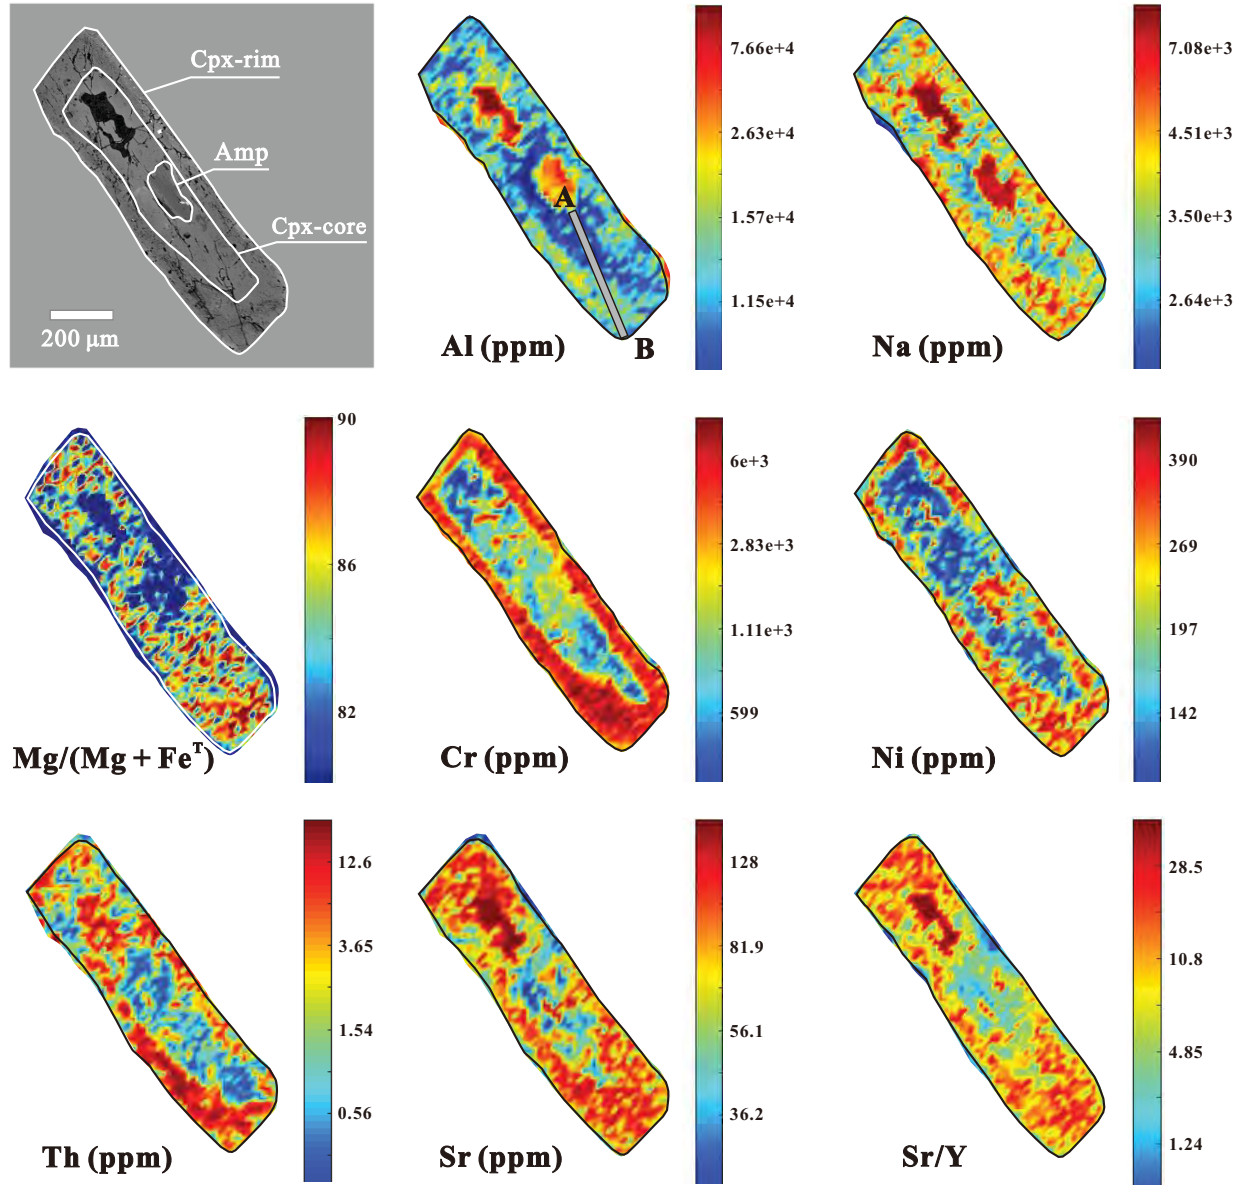 Cpx-rim
Amp
Cpx-core
200 μm
7.66e+4
2.63e+4
1.57e+4
1.15e+4
A
B
Al (ppm)
7.08e+3
4.51e+3
3.50e+3
2.64e+3
Na (ppm)
90
86
82
Mg/(Mg + Feᵀ)
6e+3
2.83e+3
1.11e+3
599
Cr (ppm)
390
269
197
142
Ni (ppm)
12.6
3.65
1.54
0.56
Th (ppm)
128
81.9
56.1
36.2
Sr (ppm)
28.5
10.8
4.85
1.24
Sr/Y